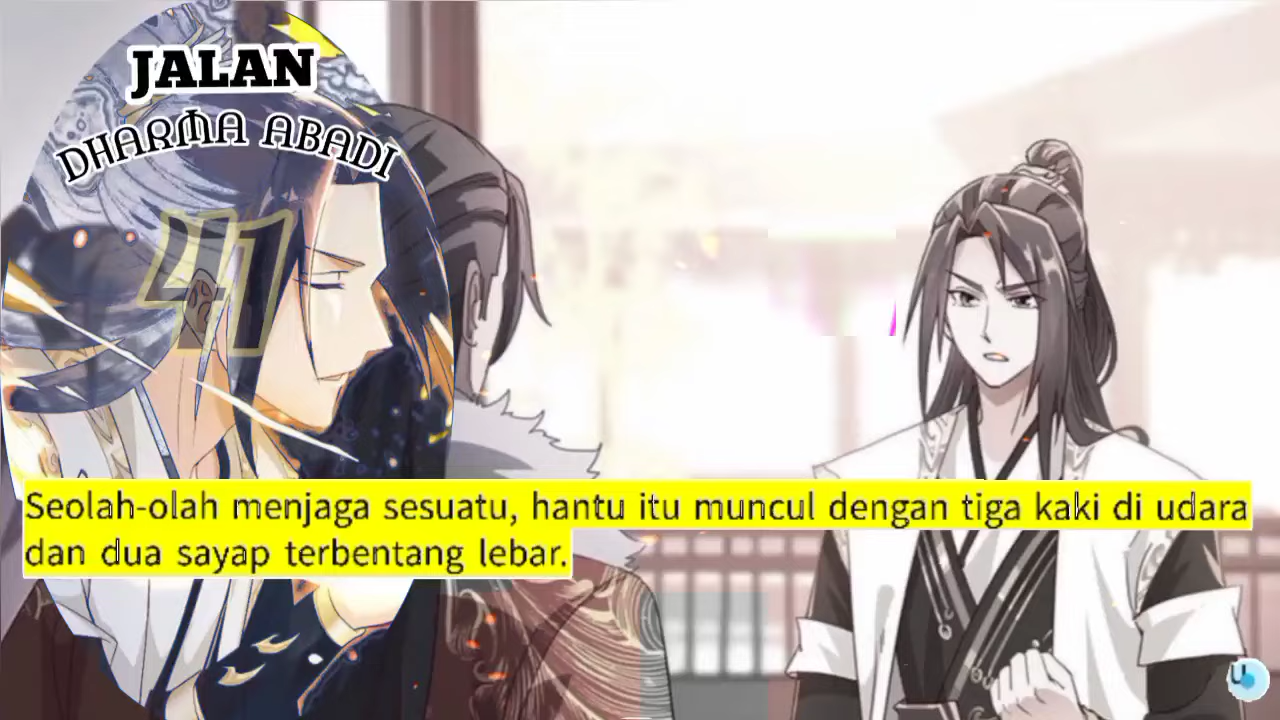 JALAN
DHARMA ABADI
41
Seolah-olah menjaga sesuatu, hantu itu muncul dengan tiga kaki di udara
dan dua sayap terbentang lebar.
U